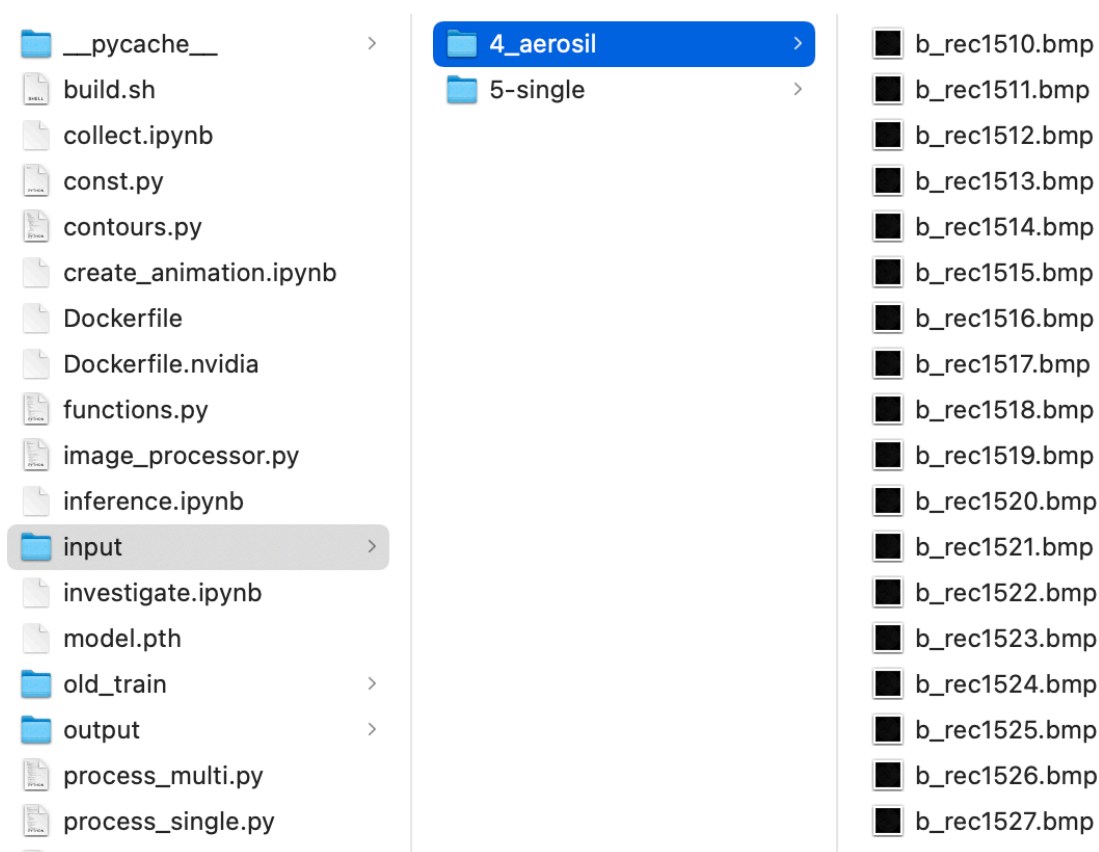 __pycache__
build.sh
collect.ipynb
const.py
contours.py
create_animation.ipynb
Dockerfile
Dockerfile.nvidia
functions.py
image_processor.py
inference.ipynb
input
investigate.ipynb
model.pth
old_train
output
process_multi.py
process_single.py
4_aerosil
5-single
b_rec1510.bmp
b_rec1511.bmp
b_rec1512.bmp
b_rec1513.bmp
b_rec1514.bmp
b_rec1515.bmp
b_rec1516.bmp
b_rec1517.bmp
b_rec1518.bmp
b_rec1519.bmp
b_rec1520.bmp
b_rec1521.bmp
b_rec1522.bmp
b_rec1523.bmp
b_rec1524.bmp
b_rec1525.bmp
b_rec1526.bmp
b_rec1527.bmp